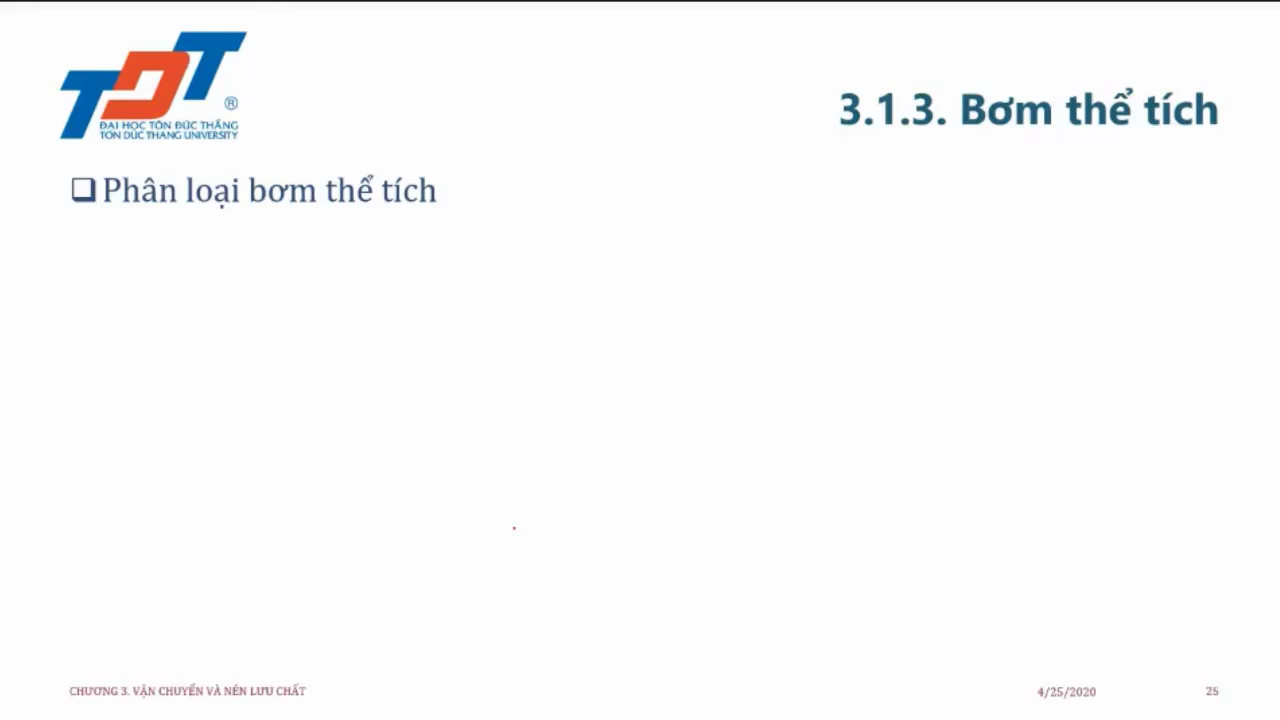 TDT
®
ĐẠI HỌC TÔN ĐỨC THẮNG
TON DUC THANG UNIVERSITY
3.1.3. Bơm thể tích
Phân loại bơm thể tích
CHƯƠNG 3. VẬN CHUYỂN VÀ NÉN LƯU CHẤT
4/25/2020
25